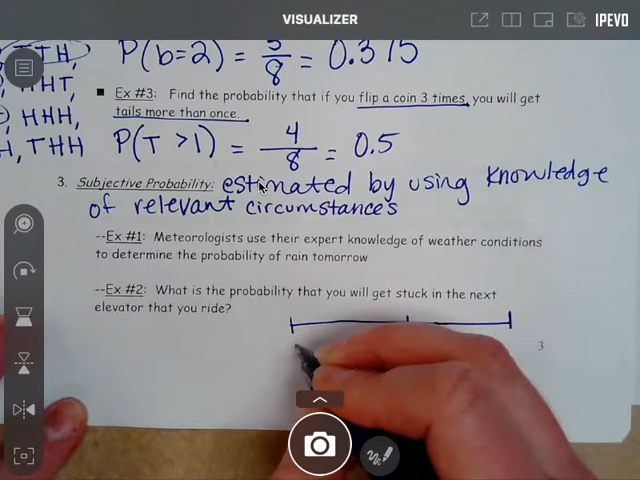 VISUALIZER
IPEVO
TTH,
P(b=2) = 3/8 = 0.375
HHT,
Ex #3: Find the probability that if you flip a coin 3 times, you will get
tails more than once.
HHH,
H, THH
P(T >1) = 4/8 = 0.5
3. Subjective Probability: estimated by using knowledge
of relevant circumstances
--Ex #1: Meteorologists use their expert knowledge of weather conditions
to determine the probability of rain tomorrow
--Ex #2: What is the probability that you will get stuck in the next
elevator that you ride?
3